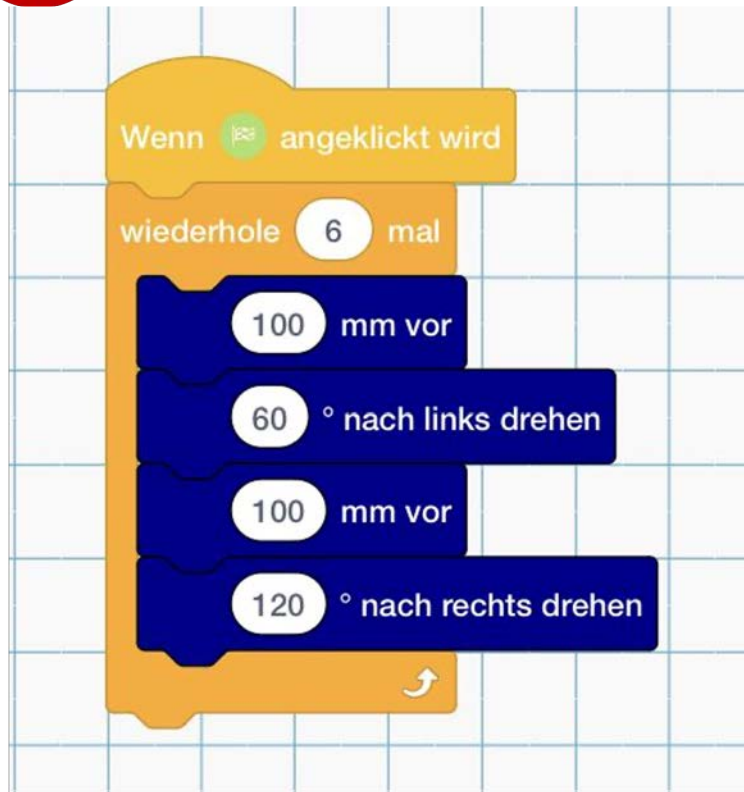 Wenn angeklickt wird
wiederhole 6 mal
100 mm vor
60 ° nach links drehen
100 mm vor
120 ° nach rechts drehen